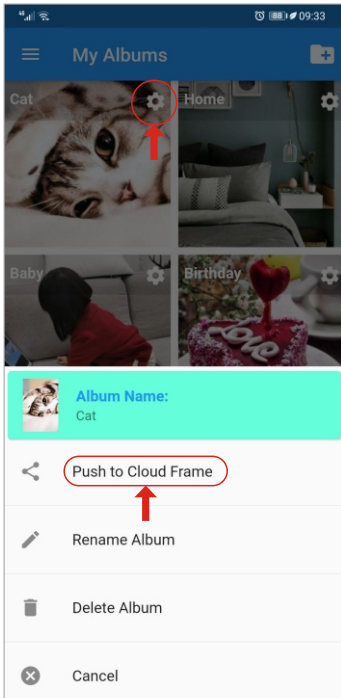 09:33
My Albums
Cat
Home
Baby
Birthday
Love
Album Name:
Cat
Push to Cloud Frame
Rename Album
Delete Album
Cancel